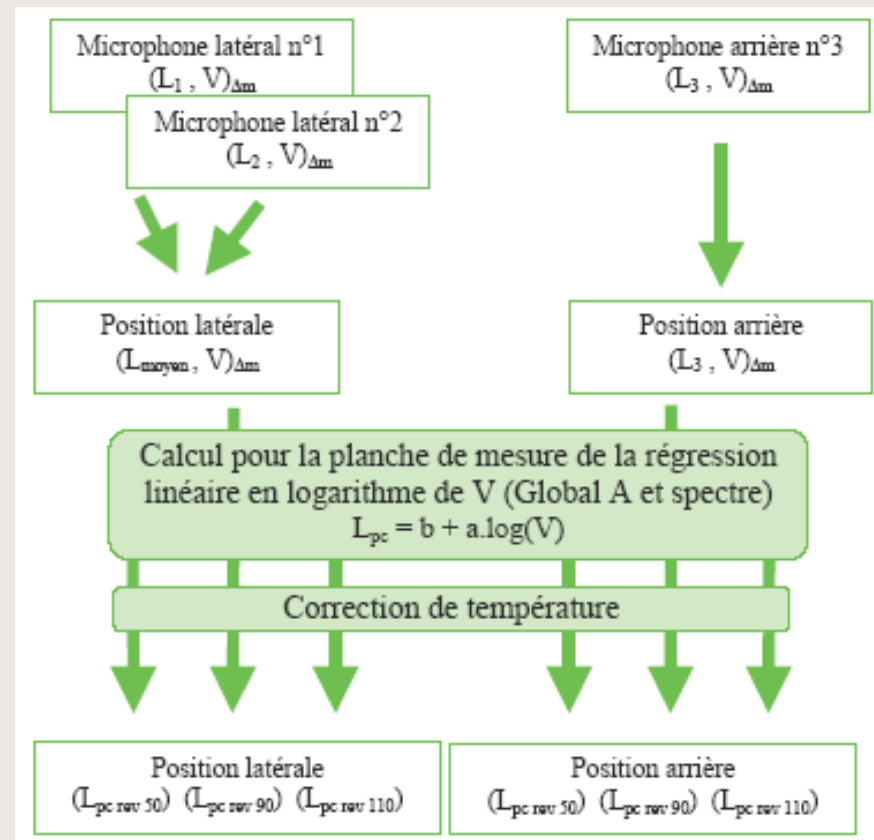 Microphone latéral n°1
(L₁ , V)Δm
Microphone latéral n°2
(L₂ , V)Δm
Microphone arrière n°3
(L₃ , V)Δm
Position latérale
(Lmoyen , V)Δm
Position arrière
(L₃ , V)Δm
Calcul pour la planche de mesure de la régression
linéaire en logarithme de V (Global A et spectre)
Lpc = b + a.log(V)
Correction de température
Position latérale
(Lpc rev 50) (Lpc rev 90) (Lpc rev 110)
Position arrière
(Lpc rev 50) (Lpc rev 90) (Lpc rev 110)